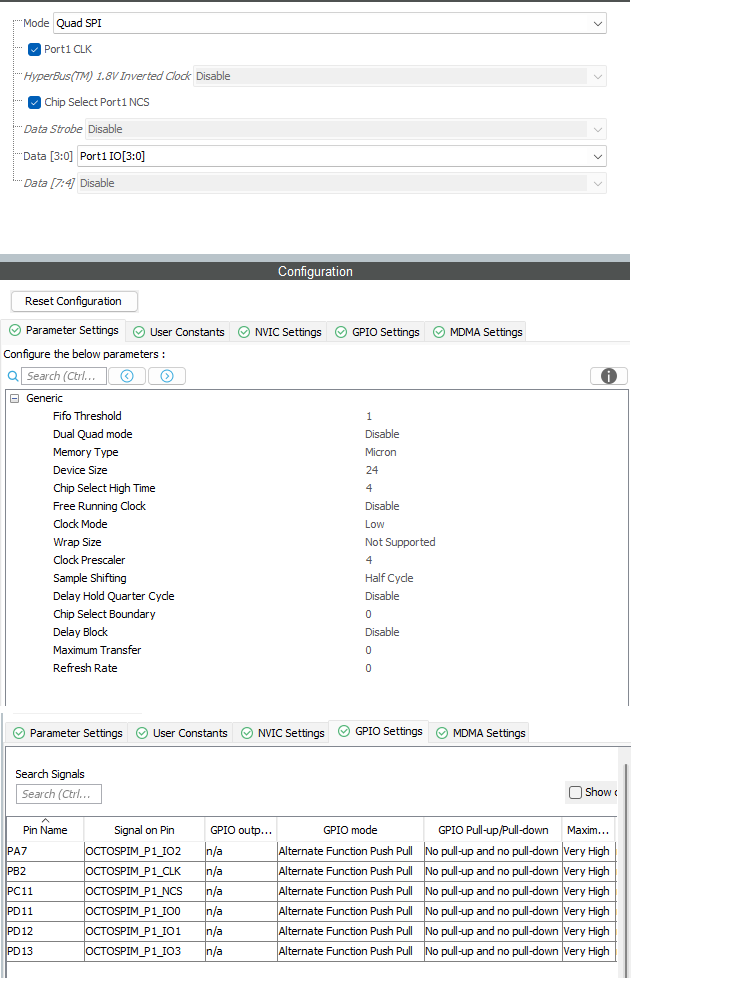 Mode Quad SPI
Port1 CLK
HyperBus(TM) 1.8V Inverted Clock Disable
Chip Select Port1 NCS
Data Strobe Disable
Data [3:0] Port1 IO[3:0]
Data [7:4] Disable
Configuration
Reset Configuration
Parameter Settings User Constants NVIC Settings GPIO Settings MDMA Settings
Configure the below parameters :
Search (Ctrl...
Generic
Fifo Threshold 1
Dual Quad mode Disable
Memory Type Micron
Device Size 24
Chip Select High Time 4
Free Running Clock Disable
Clock Mode Low
Wrap Size Not Supported
Clock Prescaler 4
Sample Shifting Half Cycle
Delay Hold Quarter Cycle Disable
Chip Select Boundary 0
Delay Block Disable
Maximum Transfer 0
Refresh Rate 0
Parameter Settings User Constants NVIC Settings GPIO Settings MDMA Settings
Search Signals
Search (Ctrl... Show
Pin Name Signal on Pin GPIO outp... GPIO mode GPIO Pull-up/Pull-down Maxim...
PA7 OCTOSPIM_P1_IO2 n/a Alternate Function Push Pull No pull-up and no pull-down Very High
PB2 OCTOSPIM_P1_CLK n/a Alternate Function Push Pull No pull-up and no pull-down Very High
PC11 OCTOSPIM_P1_NCS n/a Alternate Function Push Pull No pull-up and no pull-down Very High
PD11 OCTOSPIM_P1_IO0 n/a Alternate Function Push Pull No pull-up and no pull-down Very High
PD12 OCTOSPIM_P1_IO1 n/a Alternate Function Push Pull No pull-up and no pull-down Very High
PD13 OCTOSPIM_P1_IO3 n/a Alternate Function Push Pull No pull-up and no pull-down Very High